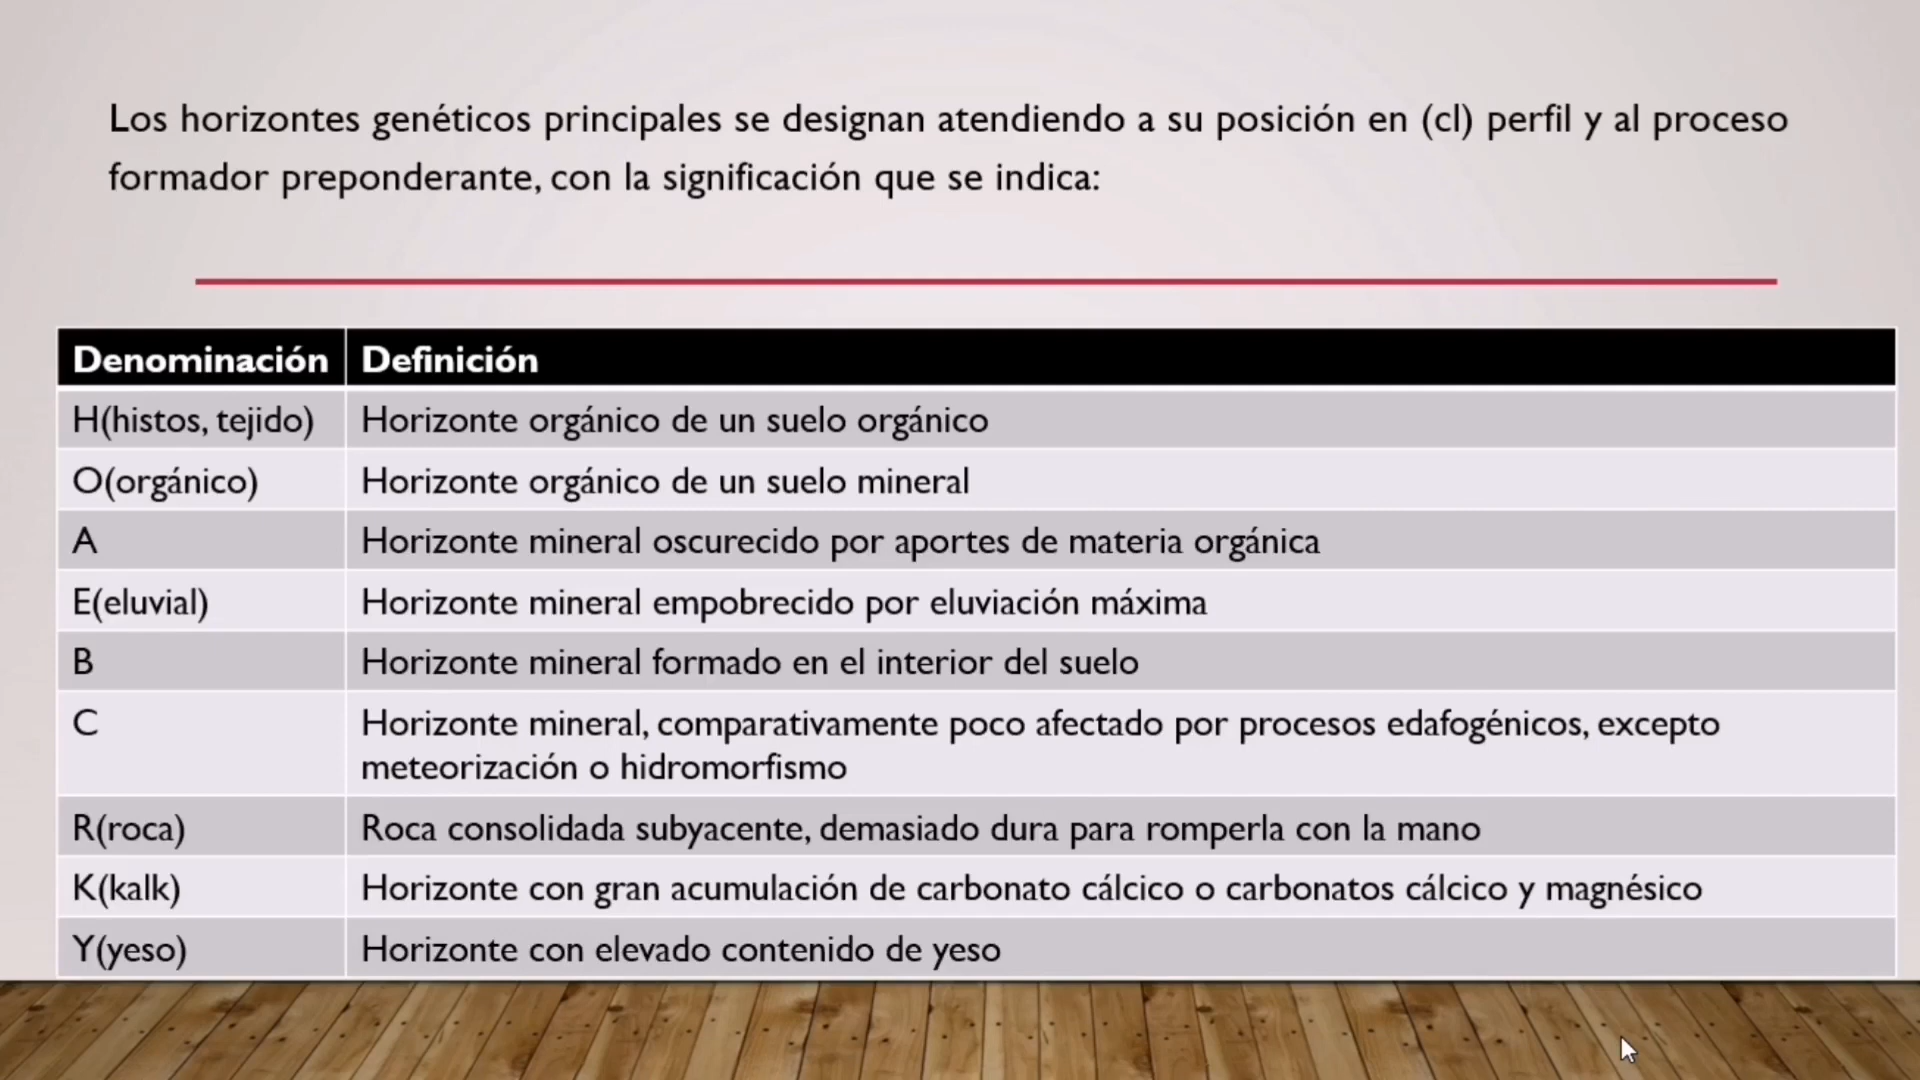 Los horizontes genéticos principales se designan atendiendo a su posición en (cl) perfil y al proceso
formador preponderante, con la significación que se indica:
Denominación Definición
H(histos, tejido) Horizonte orgánico de un suelo orgánico
O(orgánico) Horizonte orgánico de un suelo mineral
A Horizonte mineral oscurecido por aportes de materia orgánica
E(eluvial) Horizonte mineral empobrecido por eluviación máxima
B Horizonte mineral formado en el interior del suelo
C Horizonte mineral, comparativamente poco afectado por procesos edafogénicos, excepto
meteorización o hidromorfismo
R(roca) Roca consolidada subyacente, demasiado dura para romperla con la mano
K(kalk) Horizonte con gran acumulación de carbonato cálcico o carbonatos cálcico y magnésico
Y(yeso) Horizonte con elevado contenido de yeso